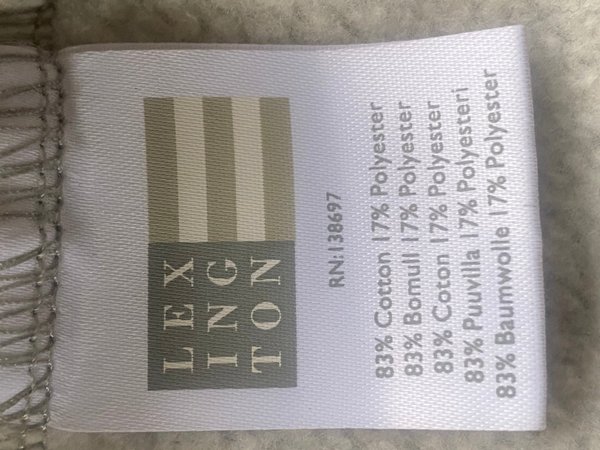 LEX
ING
TON
RN:138697
83% Cotton 17% Polyester
83% Bomull 17% Polyester
83% Coton 17% Polyester
83% Puuvilla 17% Polyesteri
83% Baumwolle 17% Polyester